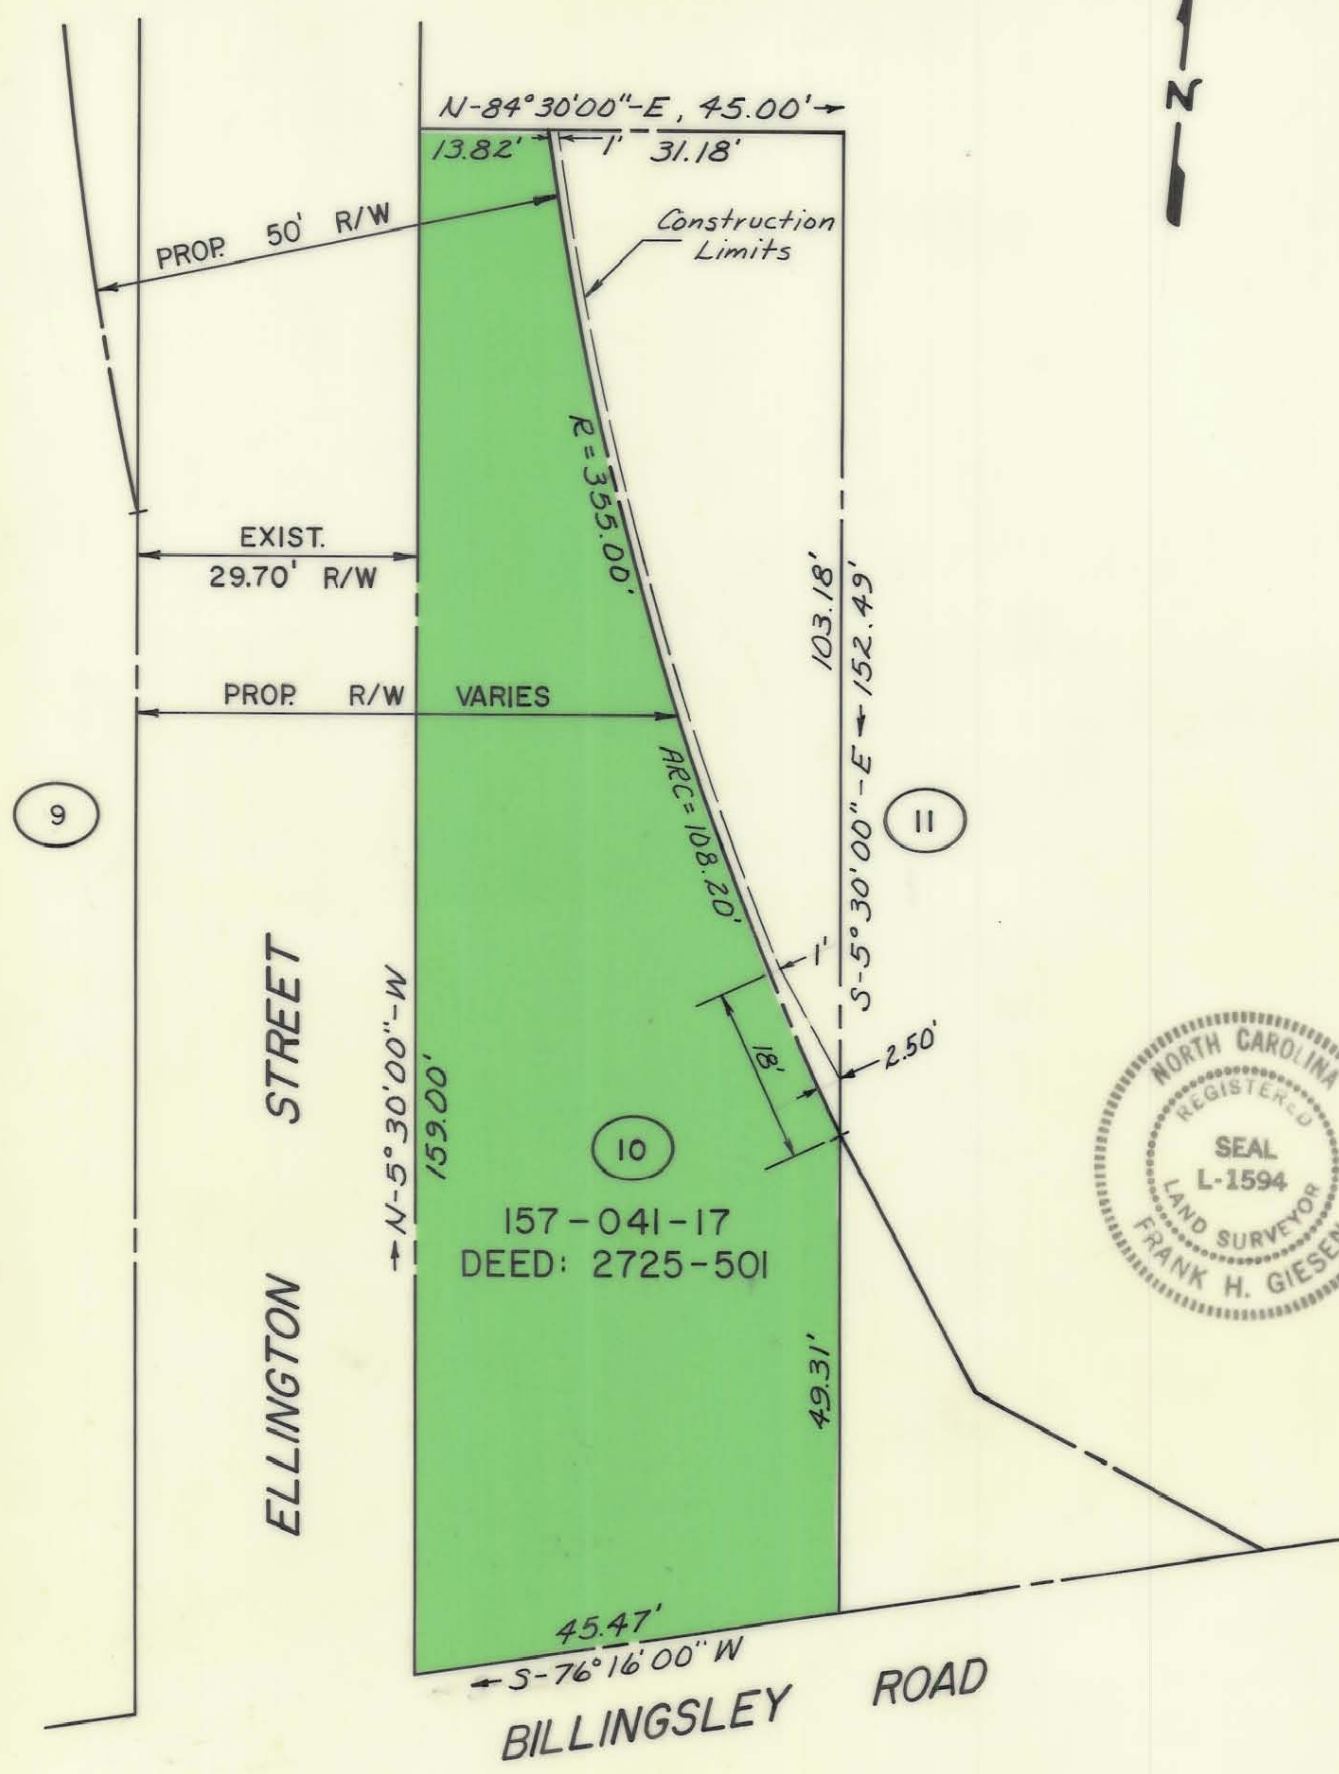 N-84°30'00"-E, 45.00'→
13.82' 1' 31.18'
Construction
Limits
PROP. 50' R/W
R=355.00'
EXIST.
29.70' R/W
103.18'
S-5°30'00"-E ← 152.49'
PROP. R/W VARIES
ARC=108.20'
9
11
1'
2.50'
18'
ELLINGTON STREET
←N-5°30'00"-W
159.00'
10
157-041-17
DEED: 2725-501
49.31'
45.47'
←S-76°16'00"W
BILLINGSLEY ROAD
N
NORTH CAROLINA
REGISTERED
SEAL
L-1594
LAND SURVEYOR
FRANK H. GIESEN